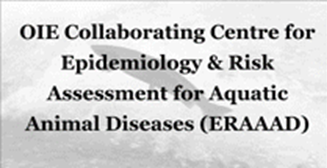 OIE Collaborating Centre for
Epidemiology & Risk
Assessment for Aquatic
Animal Diseases (ERAAAD)